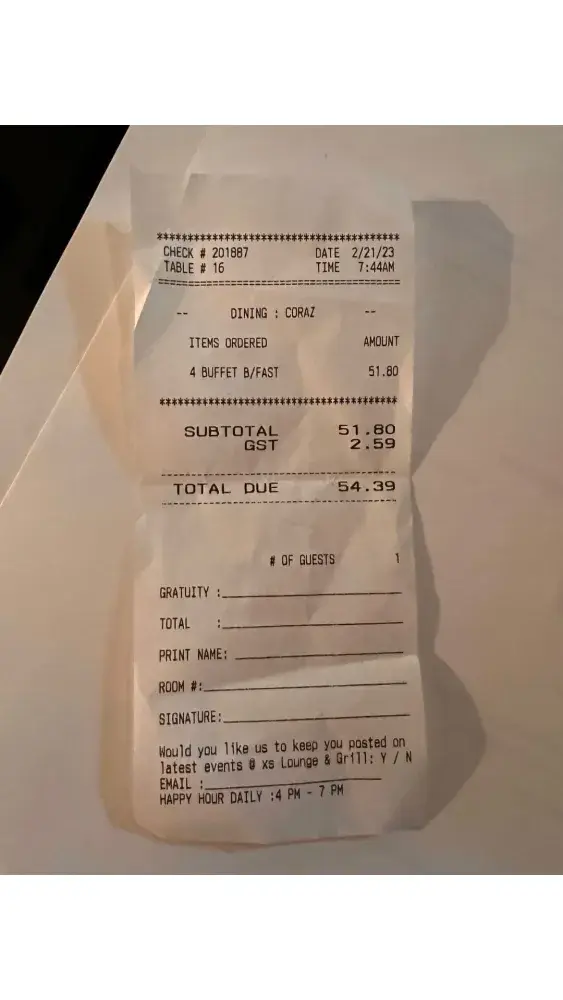 ****************************************
CHECK # 201887 DATE 2/21/23
TABLE # 16 TIME 7:44AM
========================================
-- DINING : CORAZ --
ITEMS ORDERED AMOUNT
4 BUFFET B/FAST 51.80
****************************************
SUBTOTAL 51.80
GST 2.59
----------------------------------------
TOTAL DUE 54.39
----------------------------------------
# OF GUESTS 1
GRATUITY :
TOTAL :
PRINT NAME:
ROOM #:
SIGNATURE:
Would you like us to keep you posted on
latest events @ xs Lounge & Grill: Y / N
EMAIL :
HAPPY HOUR DAILY :4 PM - 7 PM